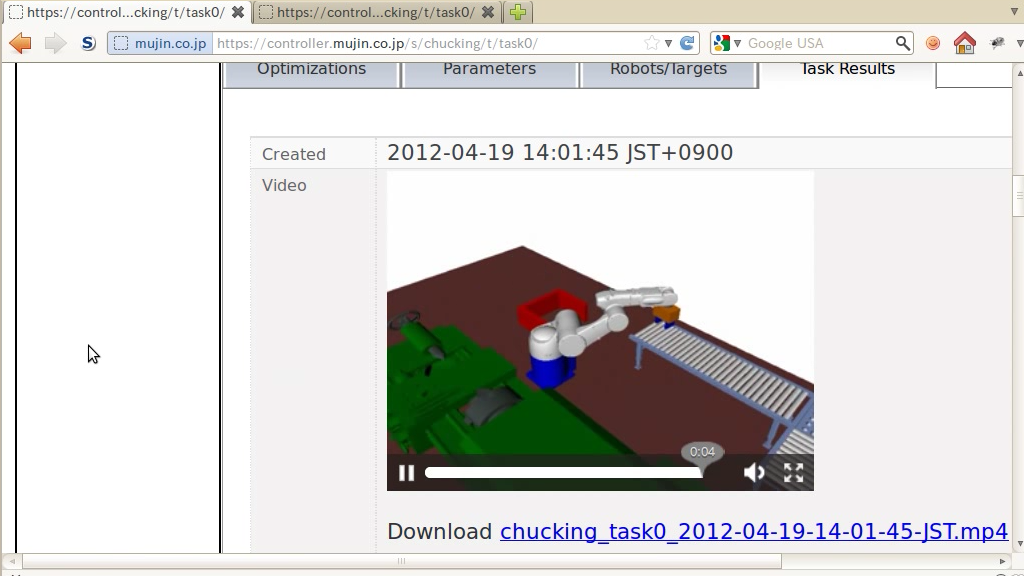 https://control...cking/t/task0/ https://control...cking/t/task0/
S mujin.co.jp https://controller.mujin.co.jp/s/chucking/t/task0/ Google USA
Optimizations Parameters Robots/Targets Task Results
Created 2012-04-19 14:01:45 JST+0900
Video
0:04
Download chucking_task0_2012-04-19-14-01-45-JST.mp4